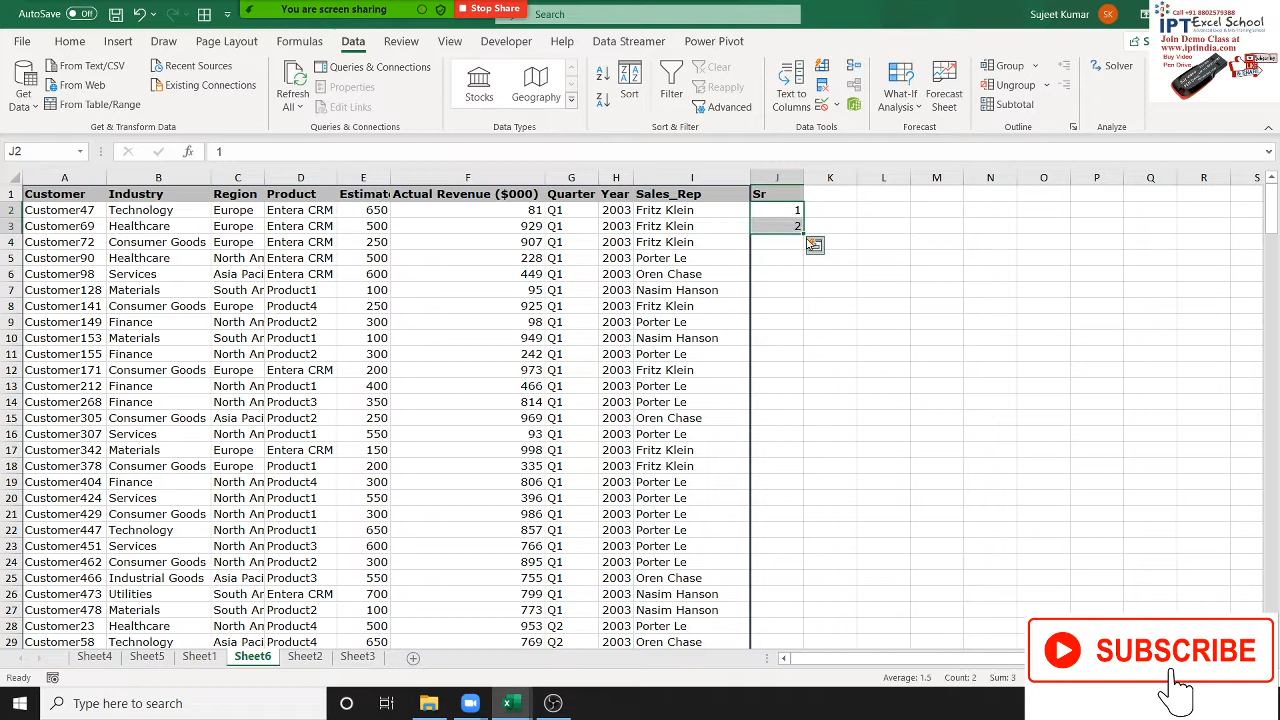 AutoSave Off You are screen sharing Stop Share Search Sujeet Kumar SK
Call +91 8802579388
IPT Excel School
Join Demo Class at
www.iptindia.com
Buy Video
Pen Drive
File Home Insert Draw Page Layout Formulas Data Review View Developer Help Data Streamer Power Pivot
Get Data From Text/CSV From Web From Table/Range Recent Sources Existing Connections
Refresh All Queries & Connections Properties Edit Links
Stocks Geography
Sort Filter Clear Reapply Advanced
Text to Columns What-If Analysis Forecast Sheet Group Ungroup Subtotal Solver
Get & Transform Data Queries & Connections Data Types Sort & Filter Data Tools Forecast Outline Analyze
J2 fx 1
A B C D E F G H I J K L M N O P Q R S
1 Customer Industry Region Product Estimat Actual Revenue ($000) Quarter Year Sales_Rep Sr
2 Customer47 Technology Europe Entera CRM 650 81 Q1 2003 Fritz Klein 1
3 Customer69 Healthcare Europe Entera CRM 500 929 Q1 2003 Fritz Klein 2
4 Customer72 Consumer Goods Europe Entera CRM 250 907 Q1 2003 Fritz Klein
5 Customer90 Healthcare North An Entera CRM 500 228 Q1 2003 Porter Le
6 Customer98 Services Asia Paci Entera CRM 600 449 Q1 2003 Oren Chase
7 Customer128 Materials South An Product1 100 95 Q1 2003 Nasim Hanson
8 Customer141 Consumer Goods Europe Product4 250 925 Q1 2003 Fritz Klein
9 Customer149 Finance North An Product2 300 98 Q1 2003 Porter Le
10 Customer153 Materials South An Product1 100 949 Q1 2003 Nasim Hanson
11 Customer155 Finance North An Product2 300 242 Q1 2003 Porter Le
12 Customer171 Consumer Goods Europe Entera CRM 200 973 Q1 2003 Fritz Klein
13 Customer212 Finance North An Product1 400 466 Q1 2003 Porter Le
14 Customer268 Finance North An Product3 350 814 Q1 2003 Porter Le
15 Customer305 Consumer Goods Asia Paci Product2 250 969 Q1 2003 Oren Chase
16 Customer307 Services North An Product1 550 93 Q1 2003 Porter Le
17 Customer342 Materials Europe Entera CRM 150 998 Q1 2003 Fritz Klein
18 Customer378 Consumer Goods Europe Product1 200 335 Q1 2003 Fritz Klein
19 Customer404 Finance North An Product4 300 806 Q1 2003 Porter Le
20 Customer424 Services North An Product1 550 396 Q1 2003 Porter Le
21 Customer429 Consumer Goods North An Product1 300 986 Q1 2003 Porter Le
22 Customer447 Technology North An Product1 650 857 Q1 2003 Porter Le
23 Customer451 Services North An Product3 600 766 Q1 2003 Porter Le
24 Customer462 Consumer Goods North An Product2 300 895 Q1 2003 Porter Le
25 Customer466 Industrial Goods Asia Paci Product3 550 755 Q1 2003 Oren Chase
26 Customer473 Utilities South An Entera CRM 700 799 Q1 2003 Nasim Hanson
27 Customer478 Materials South An Product2 100 773 Q1 2003 Nasim Hanson
28 Customer23 Healthcare North An Product4 500 953 Q2 2003 Porter Le
29 Customer58 Technology Asia Paci Product4 650 769 Q1 2003 Oren Chase
Sheet4 Sheet5 Sheet1 Sheet6 Sheet2 Sheet3
SUBSCRIBE
Ready Average: 1.5 Count: 2 Sum: 3
Type here to search